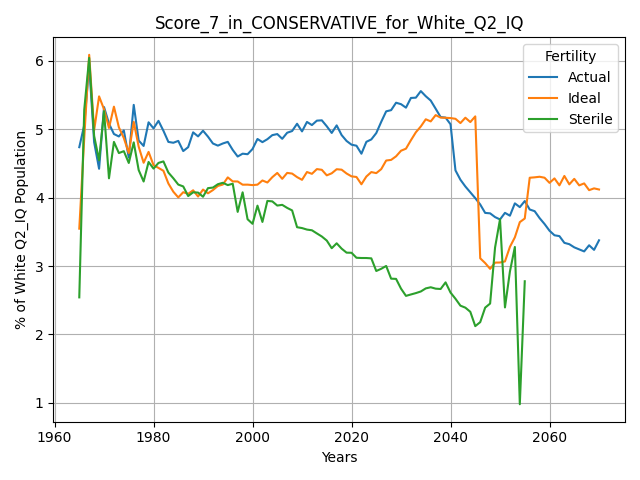 Score_7_in_CONSERVATIVE_for_White_Q2_IQ
% of White Q2_IQ Population
6
5
4
3
2
1
Fertility
Actual
Ideal
Sterile
1960
1980
2000
2020
2040
2060
Years